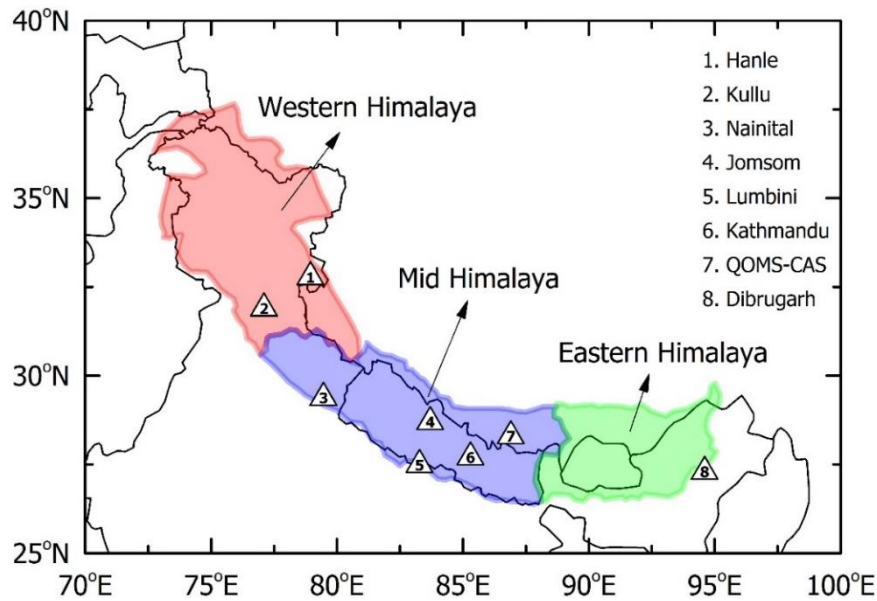 40°N
35°N
30°N
25°N
70°E
75°E
80°E
85°E
90°E
95°E
100°E
Western Himalaya
Mid Himalaya
Eastern Himalaya
1. Hanle
2. Kullu
3. Nainital
4. Jomsom
5. Lumbini
6. Kathmandu
7. QOMS-CAS
8. Dibrugarh
1
2
3
4
5
6
7
8